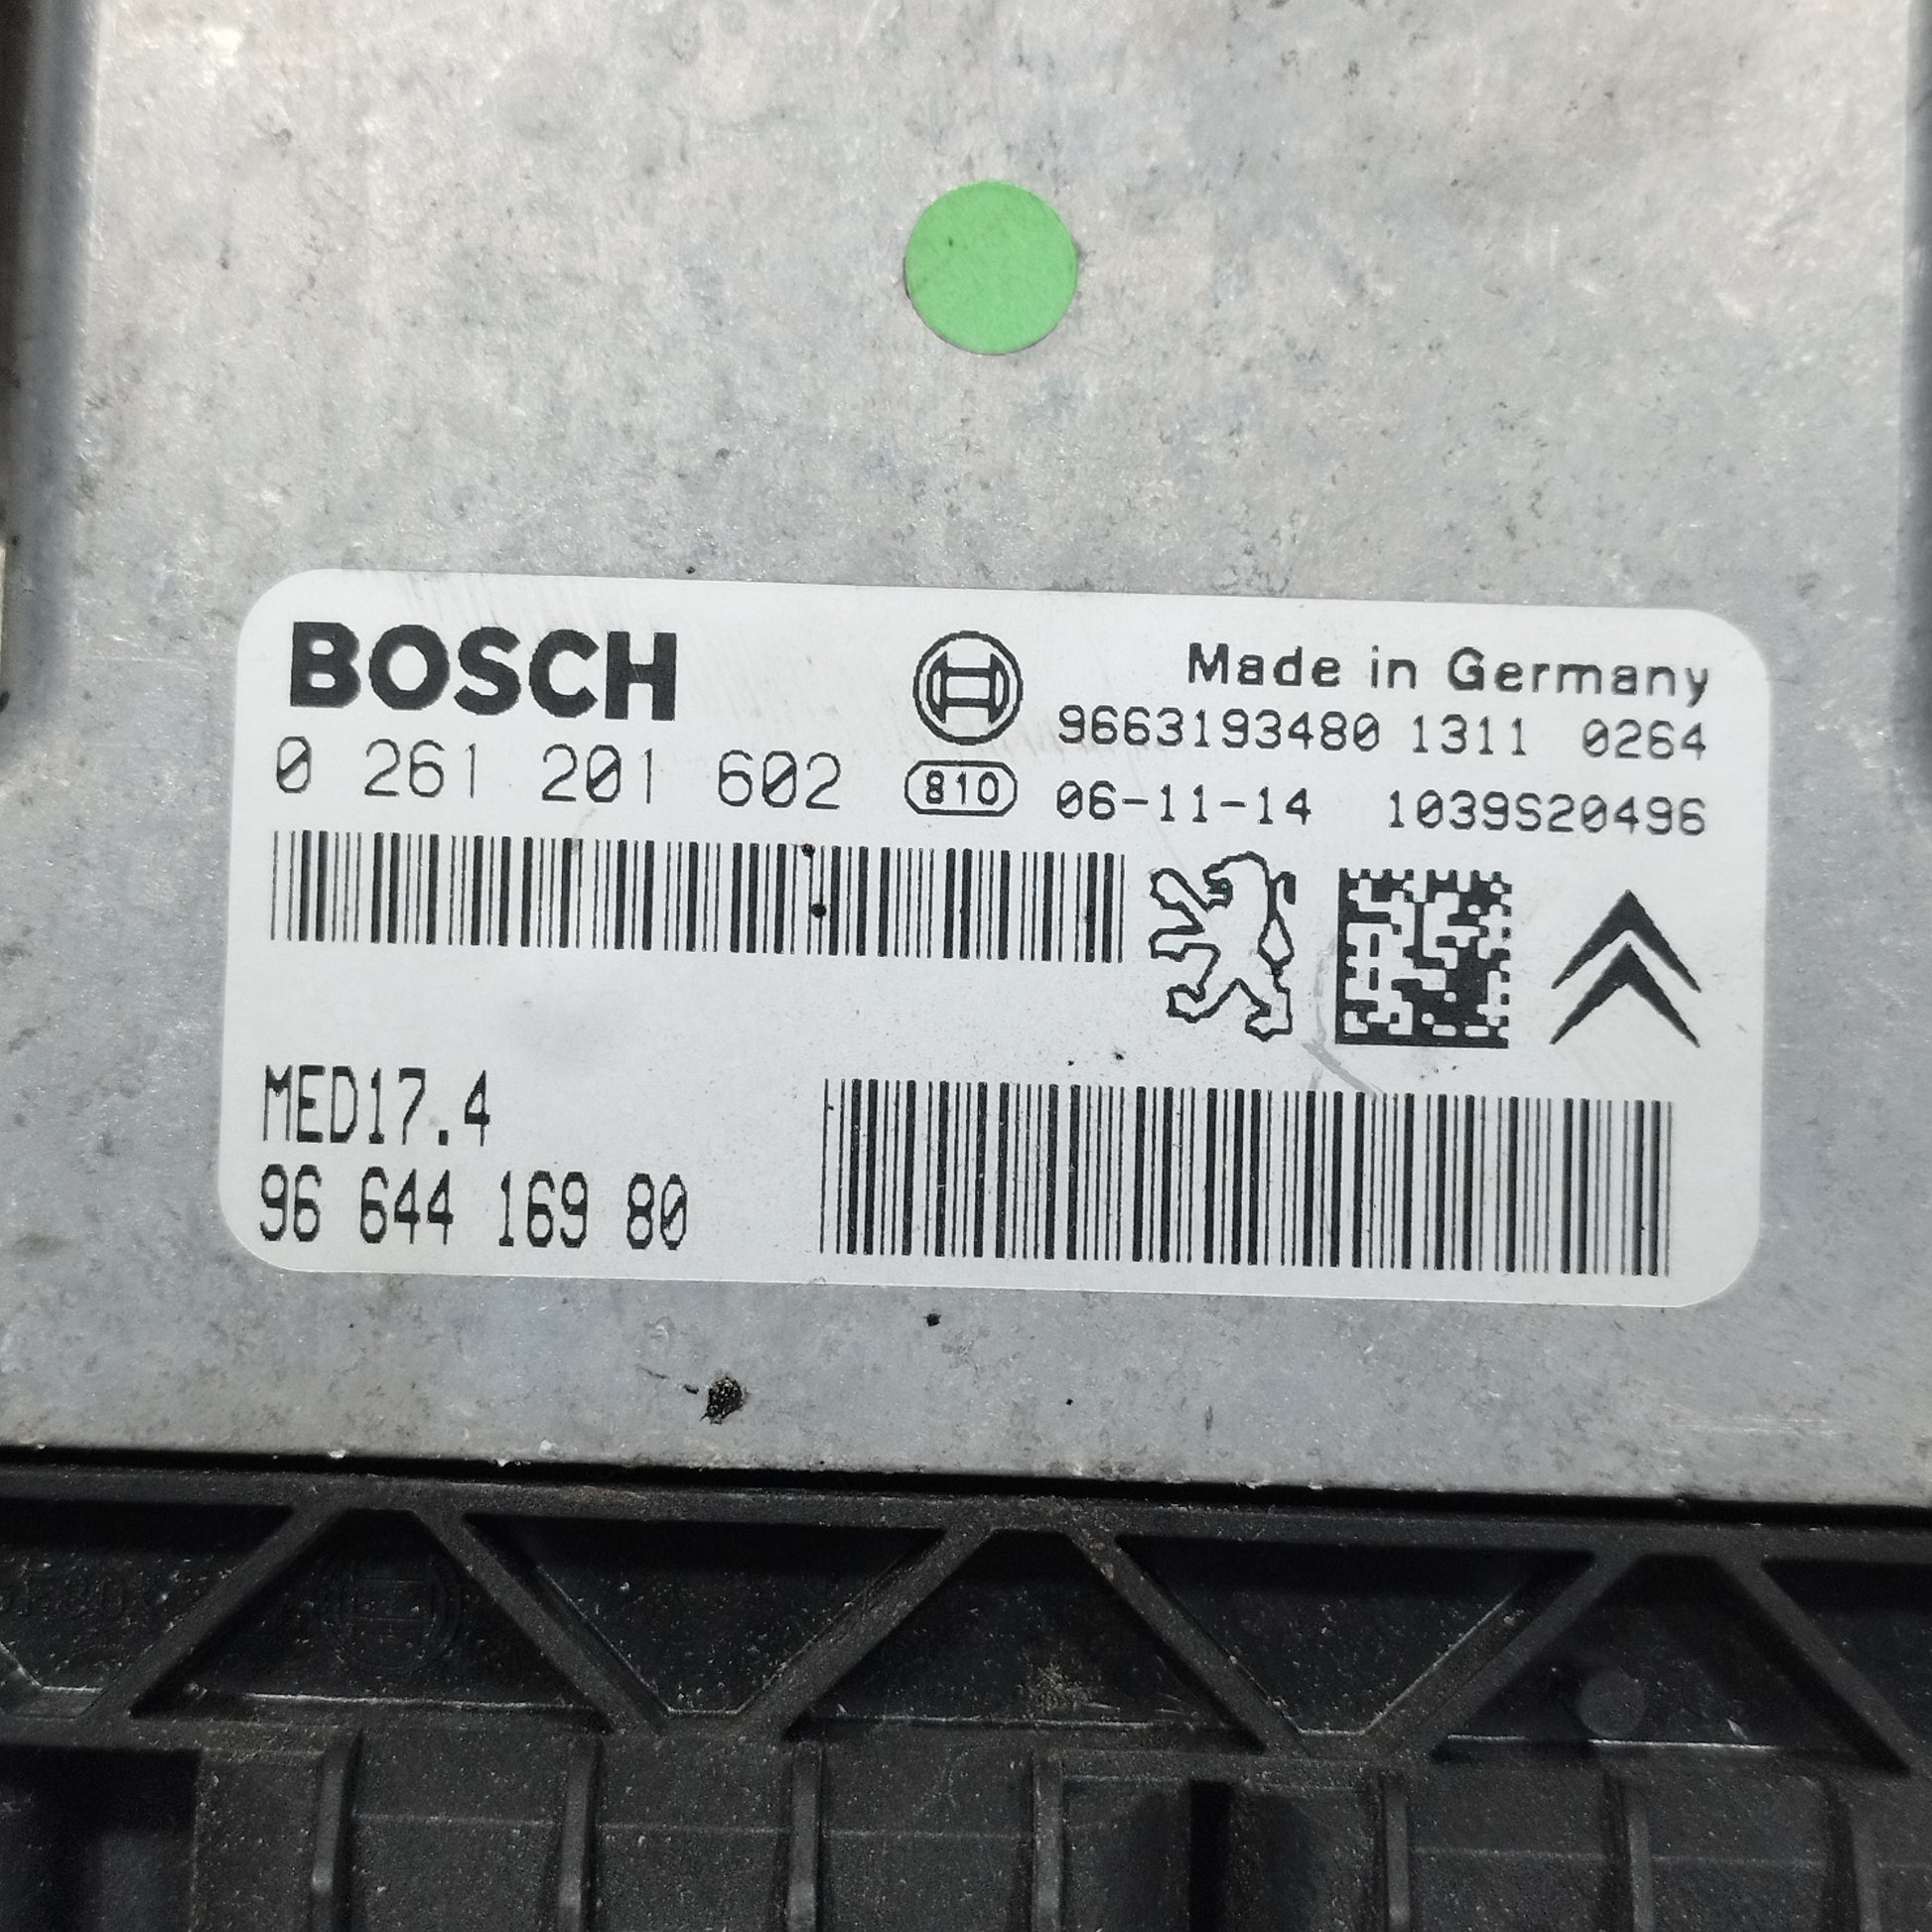 BOSCH
Made in Germany
9663193480 1311 0264
0 261 201 602
810
06-11-14 1039S20496
MED17.4
96 644 169 80